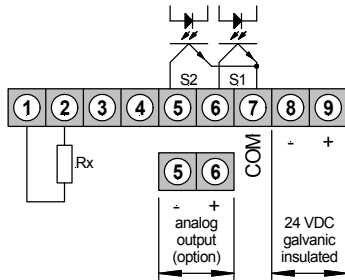 S2 S1
1 2 3 4 5 6 7 8 9
Rx
5 6
COM
- +
- +
analog
output
(option)
24 VDC
galvanic
insulated